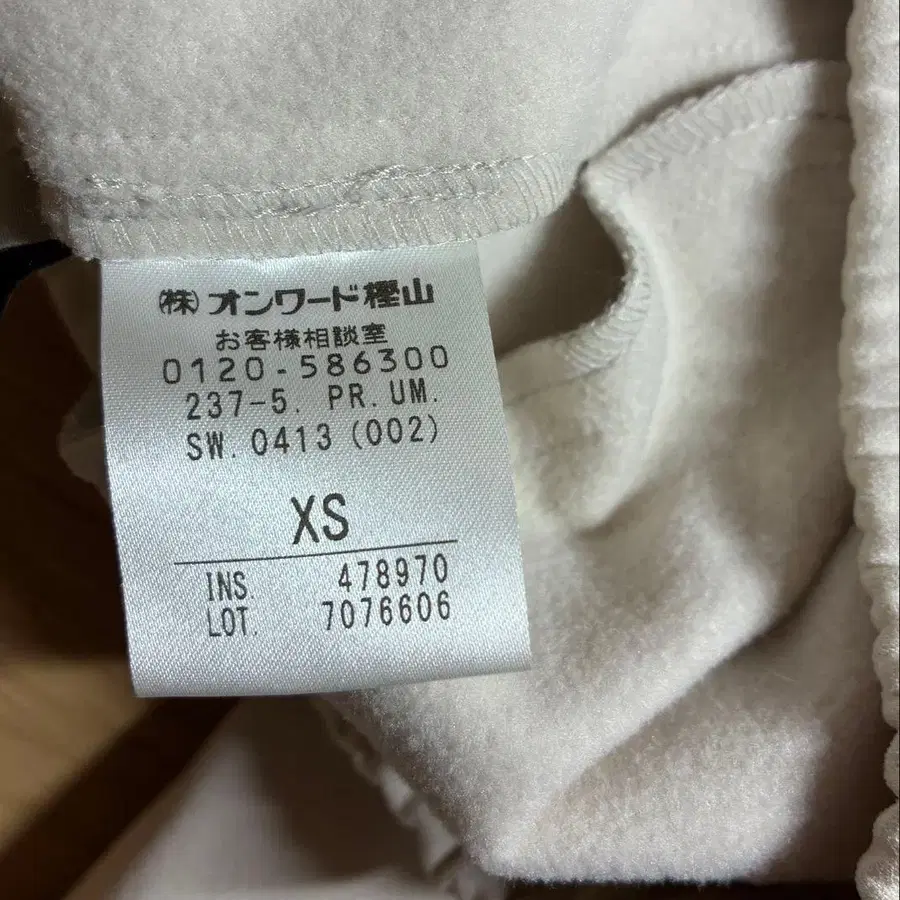 ㈱オンワード樫山
お客様相談室
0120-586300
237-5. PR. UM.
SW. 0413 (002)
XS
INS. 478970
LOT. 7076606